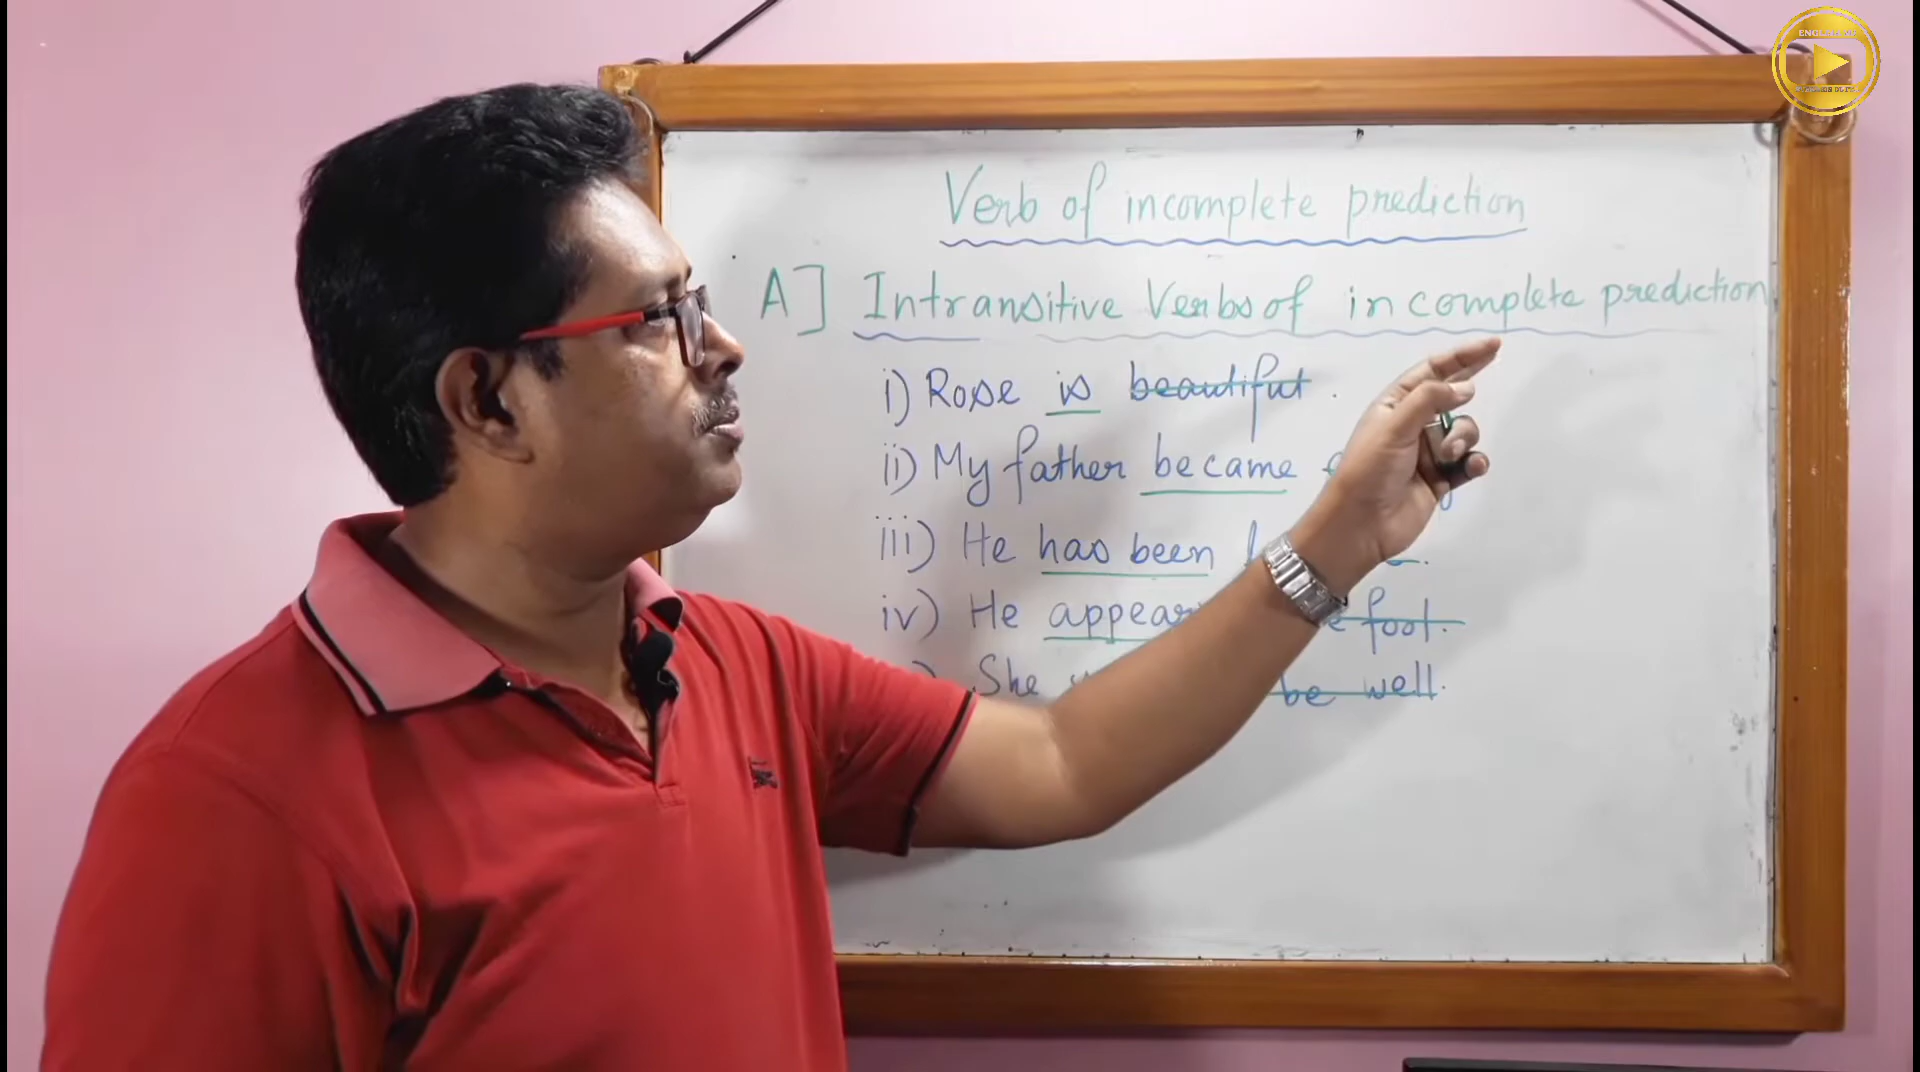 Verb of incomplete prediction
A] Intransitive Verbs of incomplete prediction
i) Rose is beautiful.
ii) My father became
iii) He has been
iv) He appear foot.
She be well.
ENGLISH